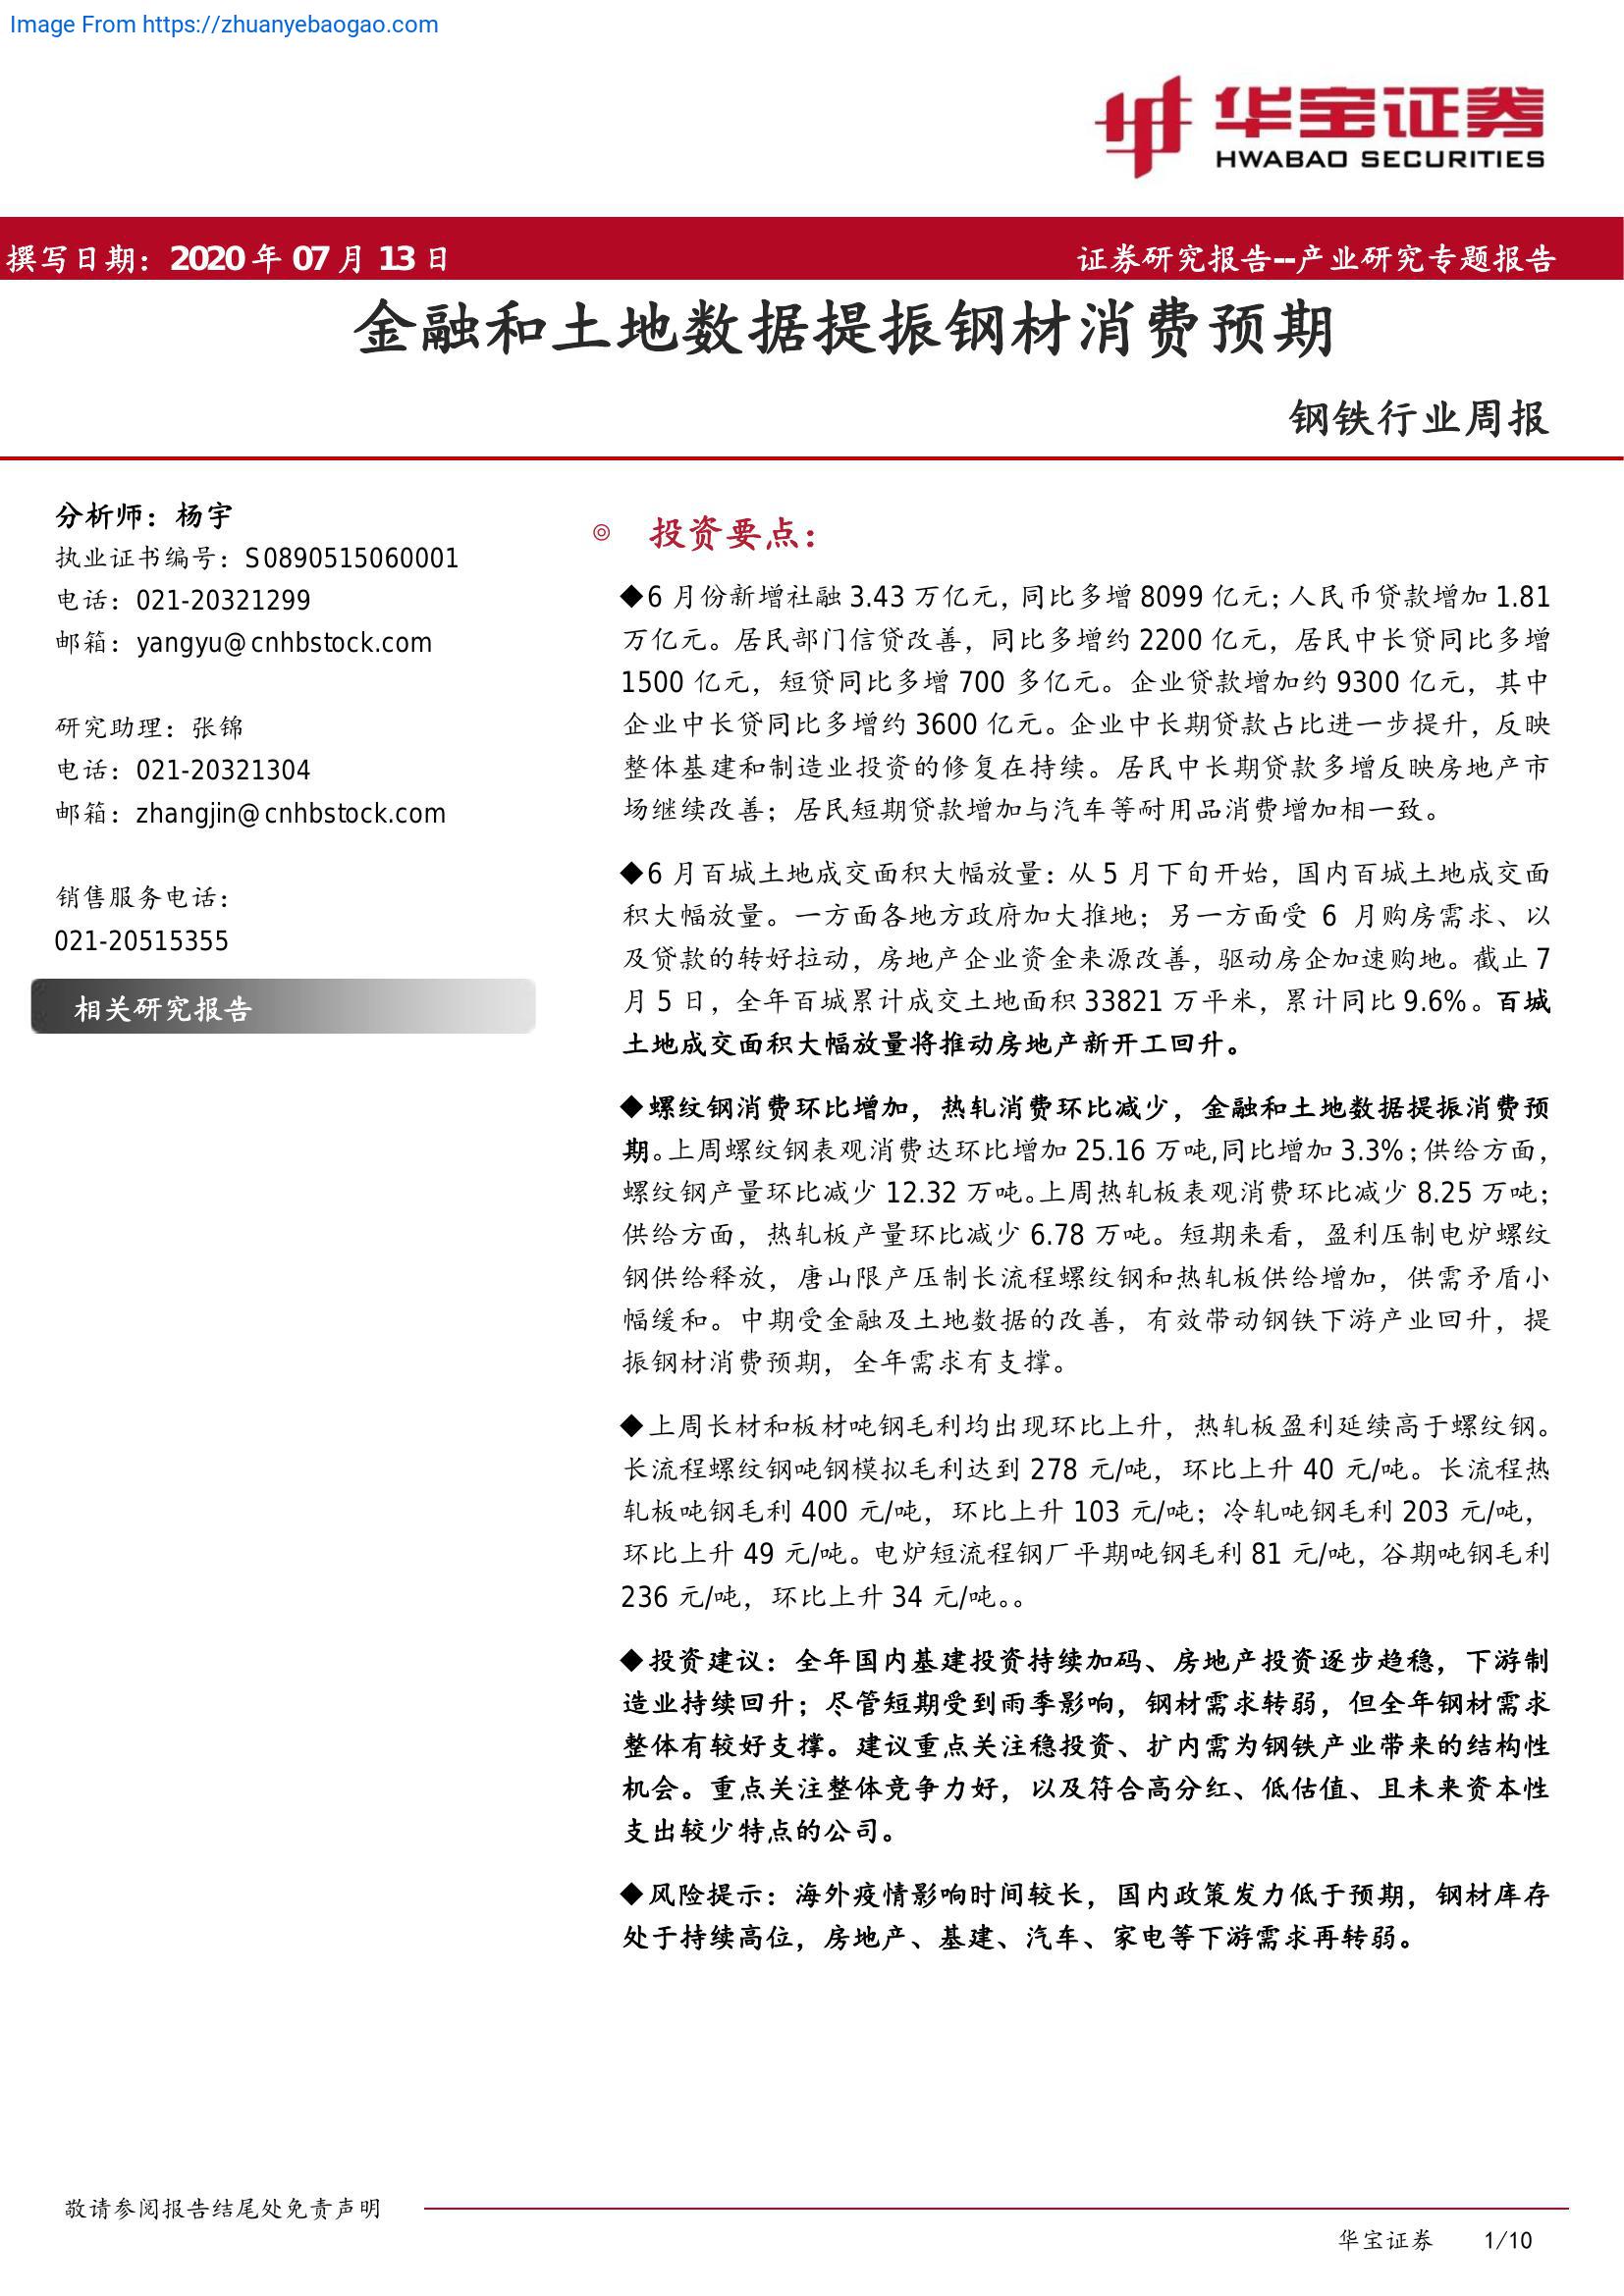 Image From https://zhuanyebaogao.com
华宝证券
HWABAO SECURITIES
撰写日期：2020 年 07 月 13 日
证券研究报告--产业研究专题报告
金融和土地数据提振钢材消费预期
钢铁行业周报
分析师：杨宇
执业证书编号：S0890515060001
电话：021-20321299
邮箱：yangyu@cnhbstock.com
研究助理：张锦
电话：021-20321304
邮箱：zhangjin@cnhbstock.com
销售服务电话：
021-20515355
相关研究报告
◎ 投资要点：
◆6 月份新增社融 3.43 万亿元，同比多增 8099 亿元；人民币贷款增加 1.81
万亿元。居民部门信贷改善，同比多增约 2200 亿元，居民中长贷同比多增
1500 亿元，短贷同比多增 700 多亿元。企业贷款增加约 9300 亿元，其中
企业中长贷同比多增约 3600 亿元。企业中长期贷款占比进一步提升，反映
整体基建和制造业投资的修复在持续。居民中长期贷款多增反映房地产市
场继续改善；居民短期贷款增加与汽车等耐用品消费增加相一致。
◆6 月百城土地成交面积大幅放量：从 5 月下旬开始，国内百城土地成交面
积大幅放量。一方面各地方政府加大推地；另一方面受 6 月购房需求、以
及贷款的转好拉动，房地产企业资金来源改善，驱动房企加速购地。截止 7
月 5 日，全年百城累计成交土地面积 33821 万平米，累计同比 9.6%。百城
土地成交面积大幅放量将推动房地产新开工回升。
◆螺纹钢消费环比增加，热轧消费环比减少，金融和土地数据提振消费预
期。上周螺纹钢表观消费达环比增加 25.16 万吨,同比增加 3.3%；供给方面，
螺纹钢产量环比减少 12.32 万吨。上周热轧板表观消费环比减少 8.25 万吨；
供给方面，热轧板产量环比减少 6.78 万吨。短期来看，盈利压制电炉螺纹
钢供给释放，唐山限产压制长流程螺纹钢和热轧板供给增加，供需矛盾小
幅缓和。中期受金融及土地数据的改善，有效带动钢铁下游产业回升，提
振钢材消费预期，全年需求有支撑。
◆上周长材和板材吨钢毛利均出现环比上升，热轧板盈利延续高于螺纹钢。
长流程螺纹钢吨钢模拟毛利达到 278 元/吨，环比上升 40 元/吨。长流程热
轧板吨钢毛利 400 元/吨，环比上升 103 元/吨；冷轧吨钢毛利 203 元/吨，
环比上升 49 元/吨。电炉短流程钢厂平期吨钢毛利 81 元/吨，谷期吨钢毛利
236 元/吨，环比上升 34 元/吨。。
◆投资建议：全年国内基建投资持续加码、房地产投资逐步趋稳，下游制
造业持续回升；尽管短期受到雨季影响，钢材需求转弱，但全年钢材需求
整体有较好支撑。建议重点关注稳投资、扩内需为钢铁产业带来的结构性
机会。重点关注整体竞争力好，以及符合高分红、低估值、且未来资本性
支出较少特点的公司。
◆风险提示：海外疫情影响时间较长，国内政策发力低于预期，钢材库存
处于持续高位，房地产、基建、汽车、家电等下游需求再转弱。
敬请参阅报告结尾处免责声明
华宝证券 1/10